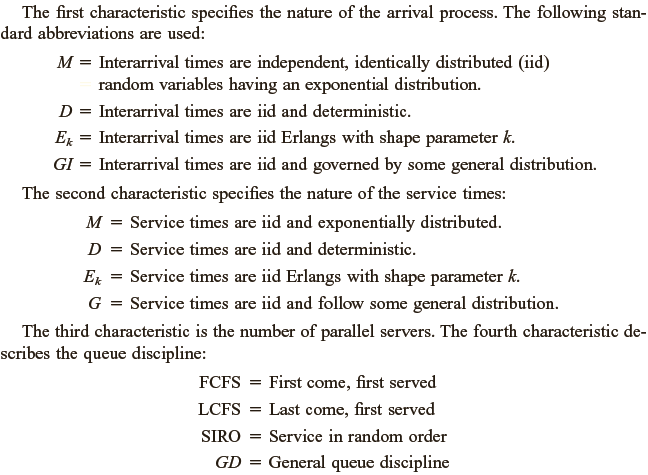 The first characteristic specifies the nature of the arrival process. The following stan-
dard abbreviations are used:
M = Interarrival times are independent, identically distributed (iid)
random variables having an exponential distribution.
D = Interarrival times are iid and deterministic.
Ek = Interarrival times are iid Erlangs with shape parameter k.
GI = Interarrival times are iid and governed by some general distribution.
The second characteristic specifies the nature of the service times:
M = Service times are iid and exponentially distributed.
D = Service times are iid and deterministic.
Ek = Service times are iid Erlangs with shape parameter k.
G = Service times are iid and follow some general distribution.
The third characteristic is the number of parallel servers. The fourth characteristic de-
scribes the queue discipline:
FCFS = First come, first served
LCFS = Last come, first served
SIRO = Service in random order
GD = General queue discipline